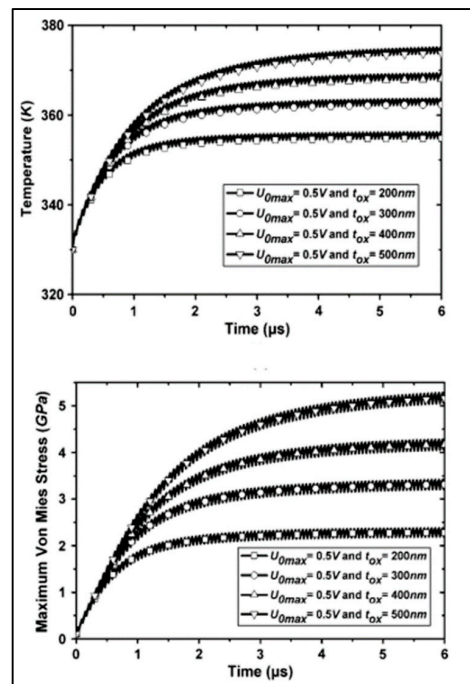 380
360
340
320
Temperature (K)
U0max= 0.5V and tox= 200nm
U0max= 0.5V and tox= 300nm
U0max= 0.5V and tox= 400nm
U0max= 0.5V and tox= 500nm
0 1 2 3 4 5 6
Time (µs)
5
4
3
2
1
0
Maximum Von Mies Stress (GPa)
U0max= 0.5V and tox= 200nm
U0max= 0.5V and tox= 300nm
U0max= 0.5V and tox= 400nm
U0max= 0.5V and tox= 500nm
0 1 2 3 4 5 6
Time (µs)